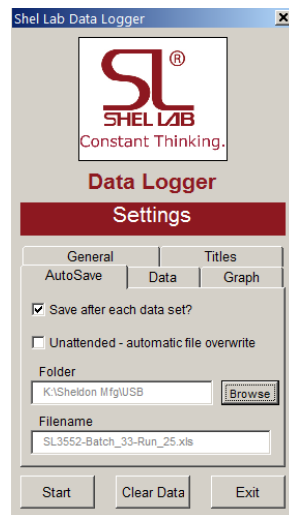 Shel Lab Data Logger
SL®
SHEL LAB
Constant Thinking.
Data Logger
Settings
General Titles
AutoSave Data Graph
Save after each data set?
Unattended - automatic file overwrite
Folder
K:\Sheldon Mfg\USB Browse
Filename
SL3552-Batch_33-Run_25.xls
Start Clear Data Exit